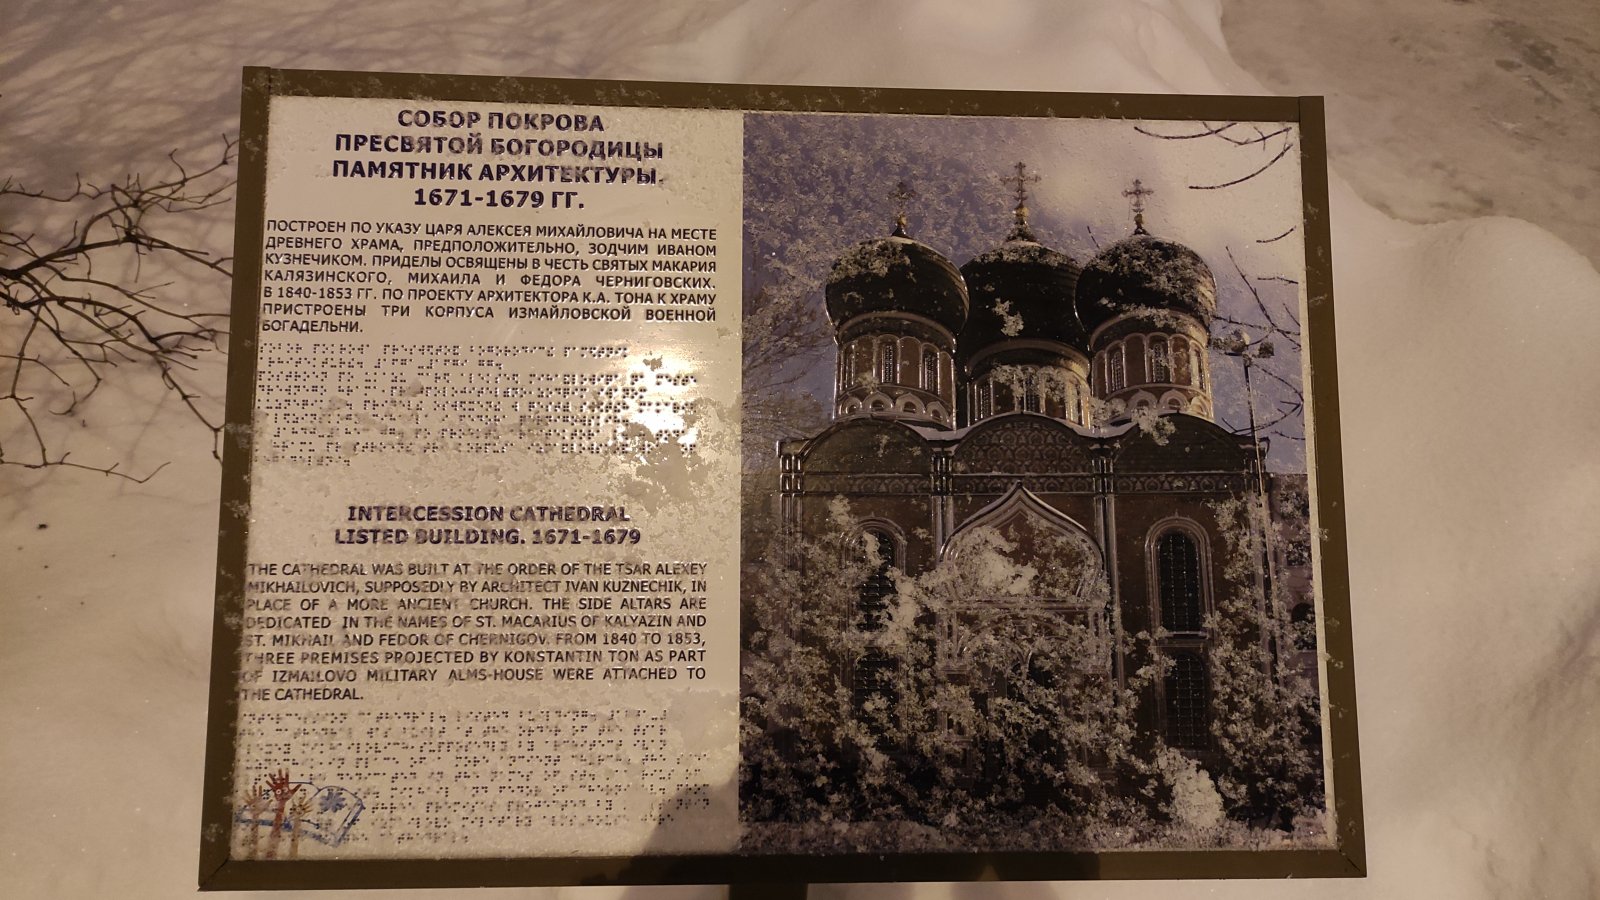 СОБОР ПОКРОВА
ПРЕСВЯТОЙ БОГОРОДИЦЫ
ПАМЯТНИК АРХИТЕКТУРЫ.
1671-1679 ГГ.
ПОСТРОЕН ПО УКАЗУ ЦАРЯ АЛЕКСЕЯ МИХАЙЛОВИЧА НА МЕСТЕ
ДРЕВНЕГО ХРАМА, ПРЕДПОЛОЖИТЕЛЬНО, ЗОДЧИМ ИВАНОМ
КУЗНЕЧИКОМ. ПРИДЕЛЫ ОСВЯЩЕНЫ В ЧЕСТЬ СВЯТЫХ МАКАРИЯ
КАЛЯЗИНСКОГО, МИХАИЛА И ФЕДОРА ЧЕРНИГОВСКИХ.
В 1840-1853 ГГ. ПО ПРОЕКТУ АРХИТЕКТОРА К.А. ТОНА К ХРАМУ
ПРИСТРОЕНЫ ТРИ КОРПУСА ИЗМАЙЛОВСКОЙ ВОЕННОЙ
БОГАДЕЛЬНИ.
INTERCESSION CATHEDRAL
LISTED BUILDING. 1671-1679
THE CATHEDRAL WAS BUILT AT THE ORDER OF THE TSAR ALEXEY
MIKHAILOVICH, SUPPOSEDLY BY ARCHITECT IVAN KUZNECHIK, IN
PLACE OF A MORE ANCIENT CHURCH. THE SIDE ALTARS ARE
DEDICATED IN THE NAMES OF ST. MACARIUS OF KALYAZIN AND
ST. MIKHAIL AND FEDOR OF CHERNIGOV. FROM 1840 TO 1853,
THREE PREMISES PROJECTED BY KONSTANTIN TON AS PART
OF IZMAILOVO MILITARY ALMS-HOUSE WERE ATTACHED TO
THE CATHEDRAL.